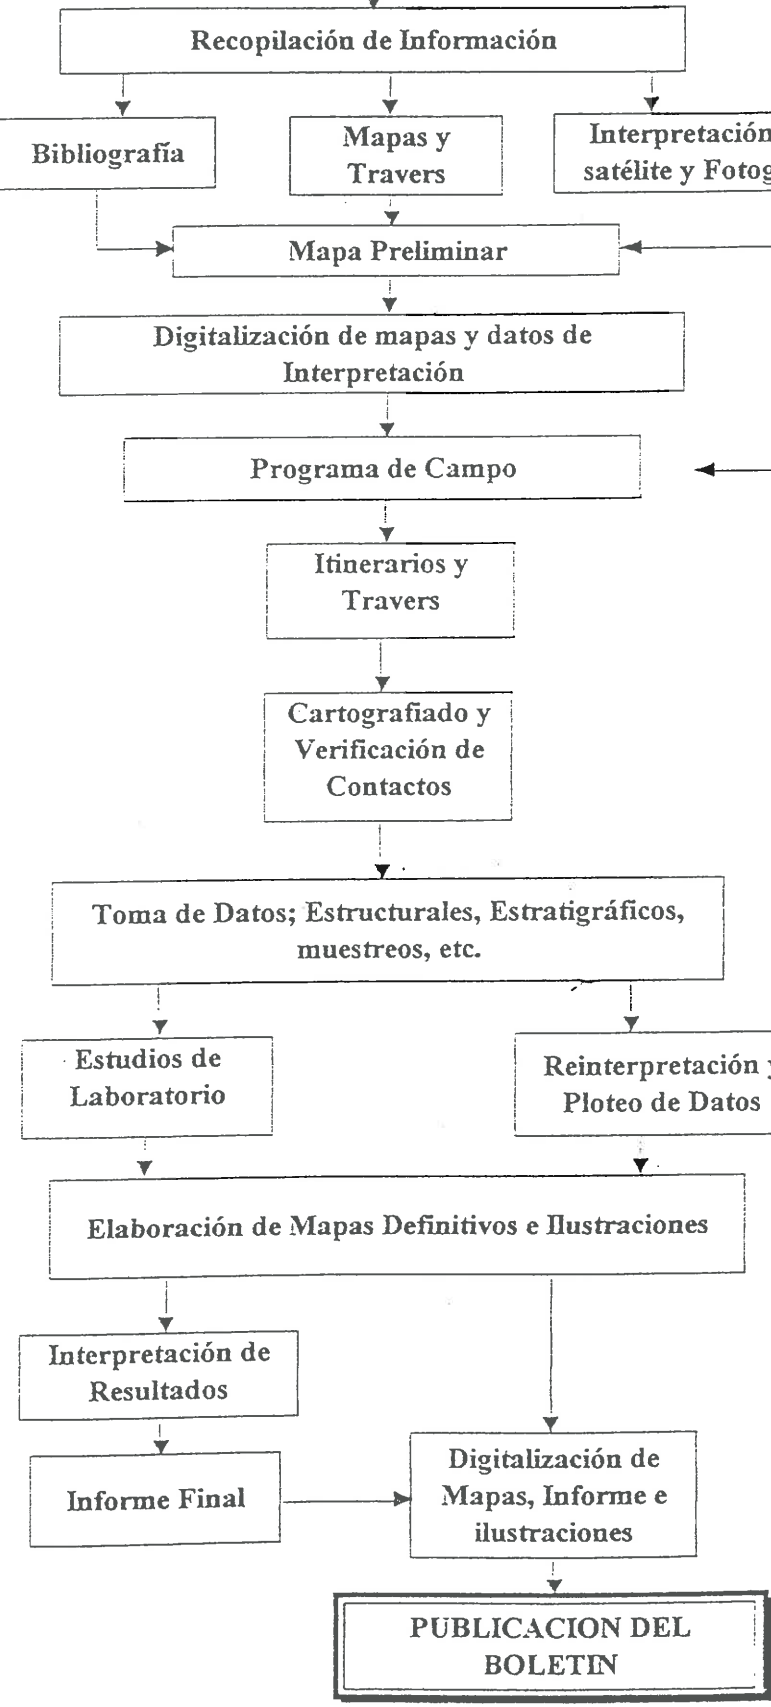 Recopilación de Información
Bibliografía
Mapas y
Travers
Interpretación
satélite y Fotog
Mapa Preliminar
Digitalización de mapas y datos de
Interpretación
Programa de Campo
Itinerarios y
Travers
Cartografiado y
Verificación de
Contactos
Toma de Datos; Estructurales, Estratigráficos,
muestreos, etc.
Estudios de
Laboratorio
Reinterpretación y
Ploteo de Datos
Elaboración de Mapas Definitivos e Ilustraciones
Interpretación de
Resultados
Informe Final
Digitalización de
Mapas, Informe e
ilustraciones
PUBLICACION DEL
BOLETIN